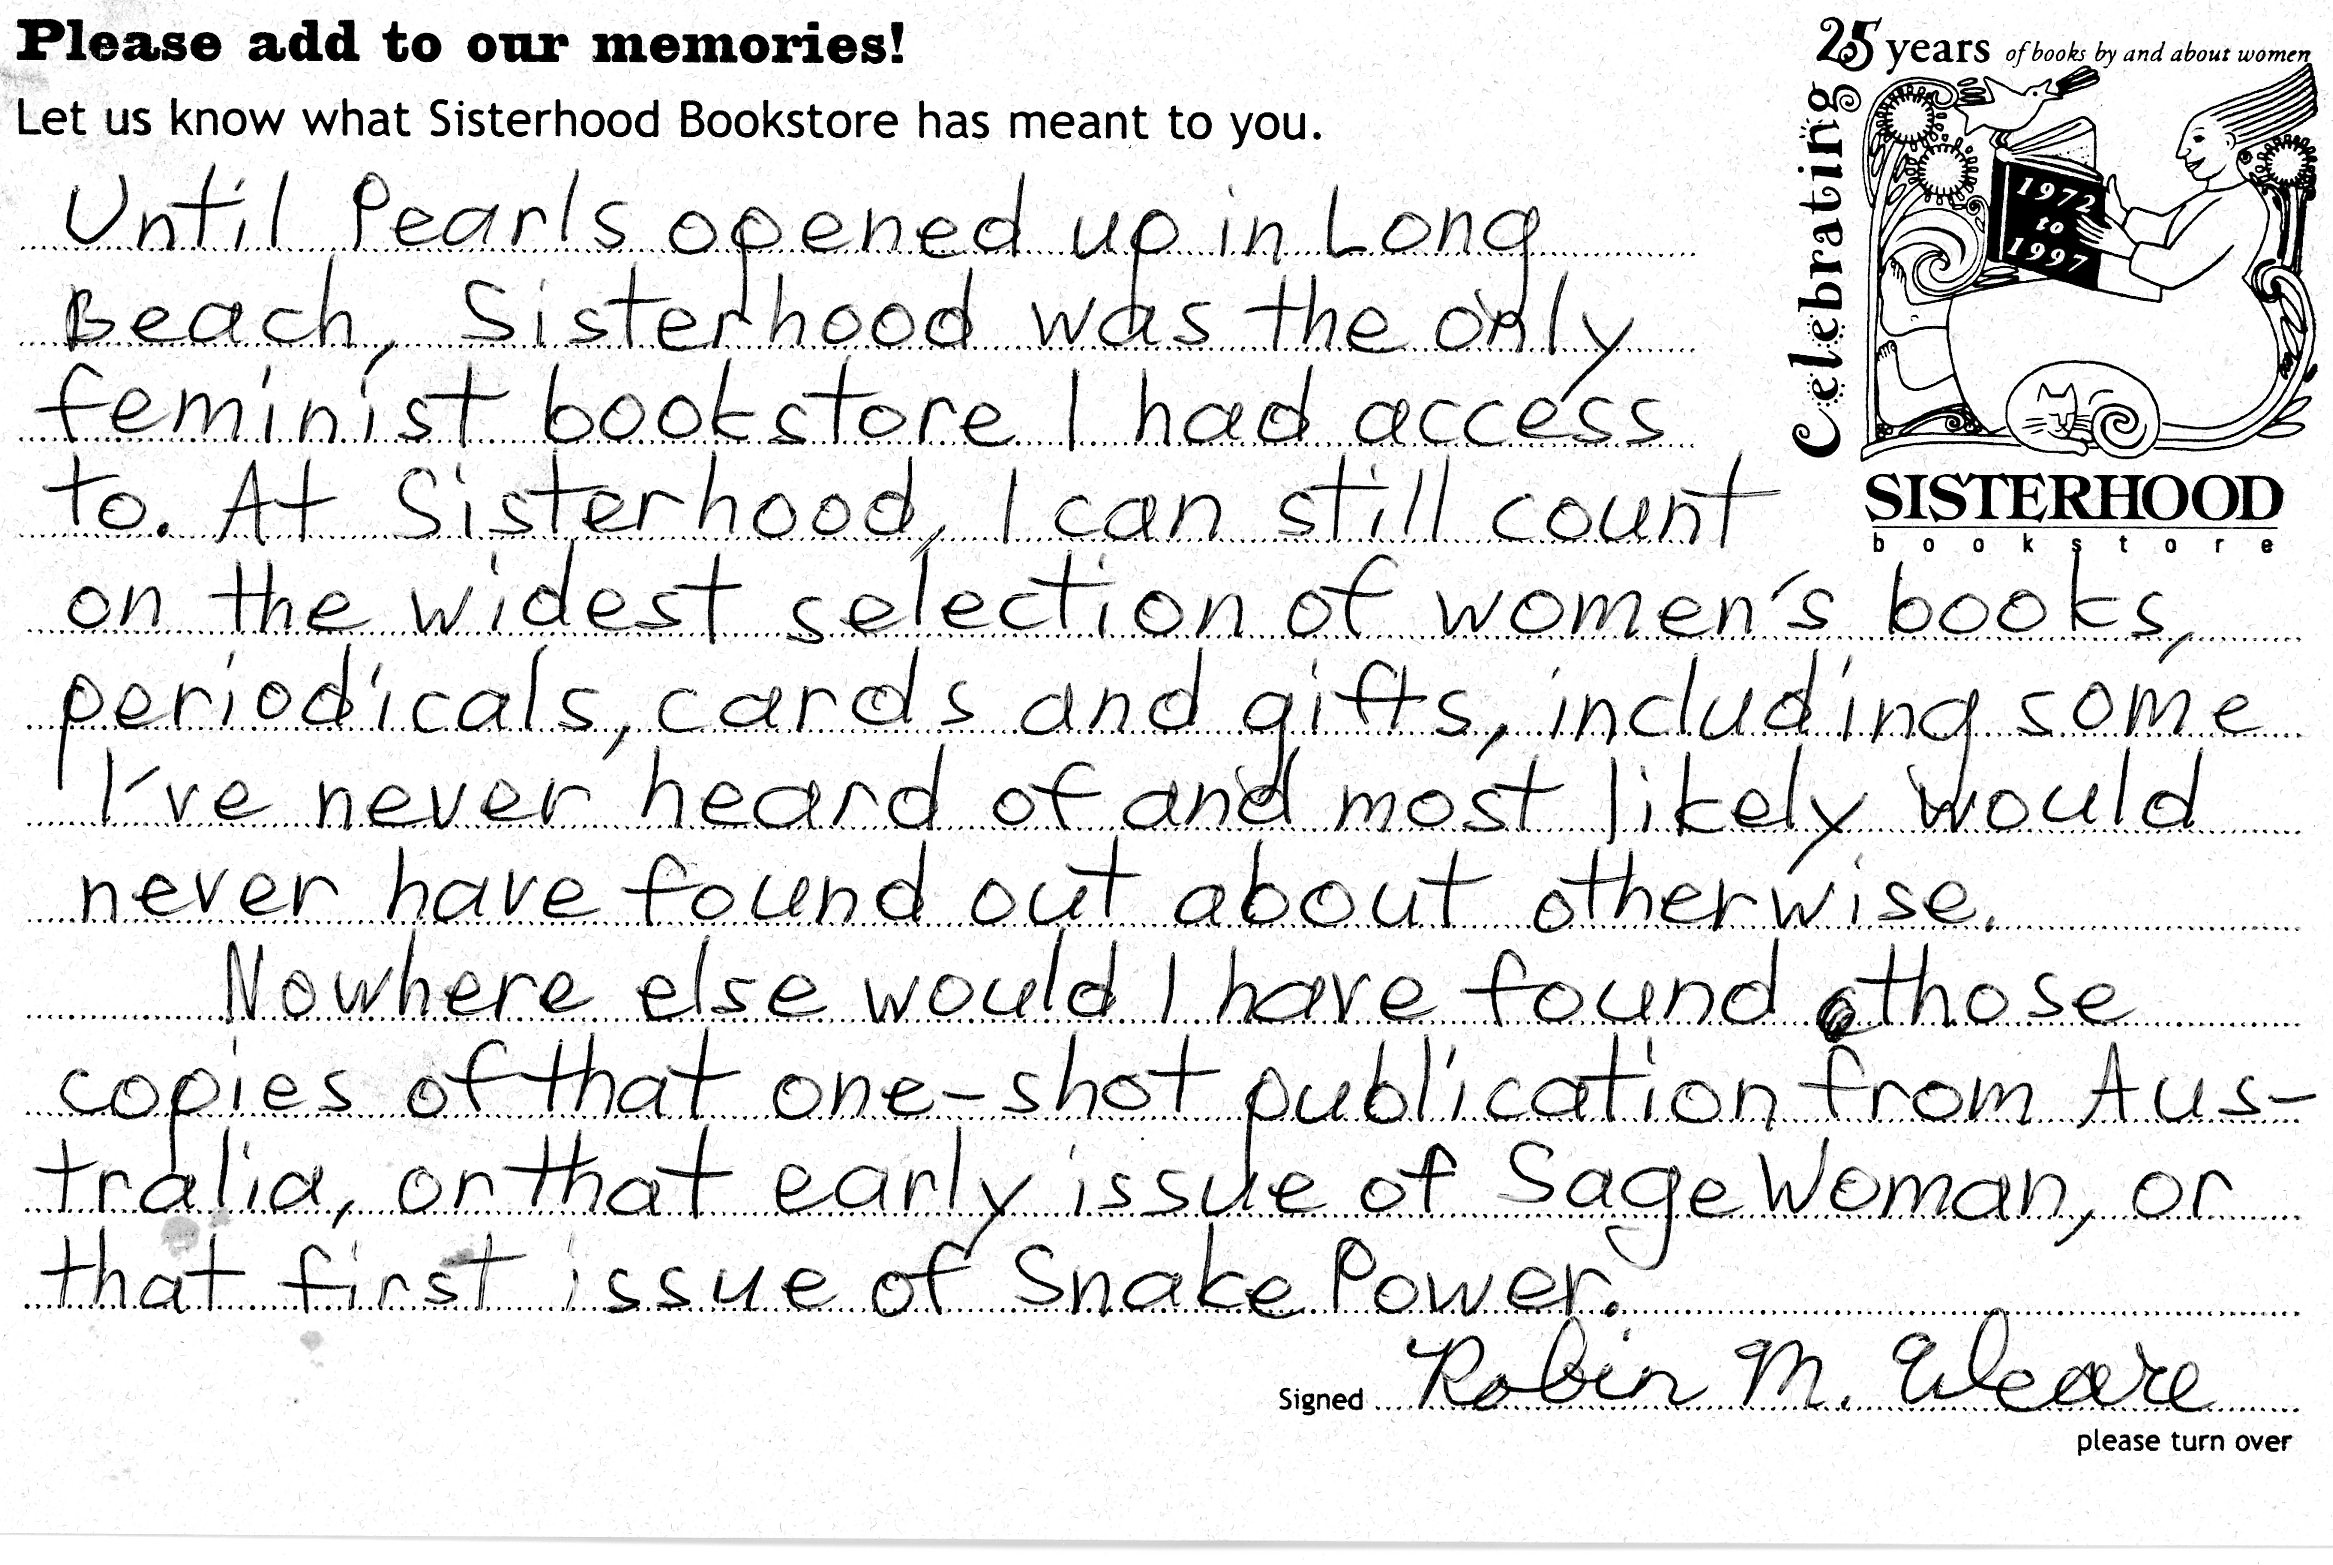 Please add to our memories!
Let us know what Sisterhood Bookstore has meant to you.
25 years of books by and about women
Celebrating
1972
to
1997
SISTERHOOD
bookstore
Until Pearls opened up in Long
Beach, Sisterhood was the only
feminist bookstore I had access
to. At Sisterhood, I can still count
on the widest selection of women's books,
periodicals, cards and gifts, including some
I've never heard of and most likely would
never have found out about otherwise.
Nowhere else would I have found those
copies of that one-shot publication from Aus-
tralia, or that early issue of SageWoman, or
that first issue of Snake Power.
Signed Robin M. Weare
please turn over